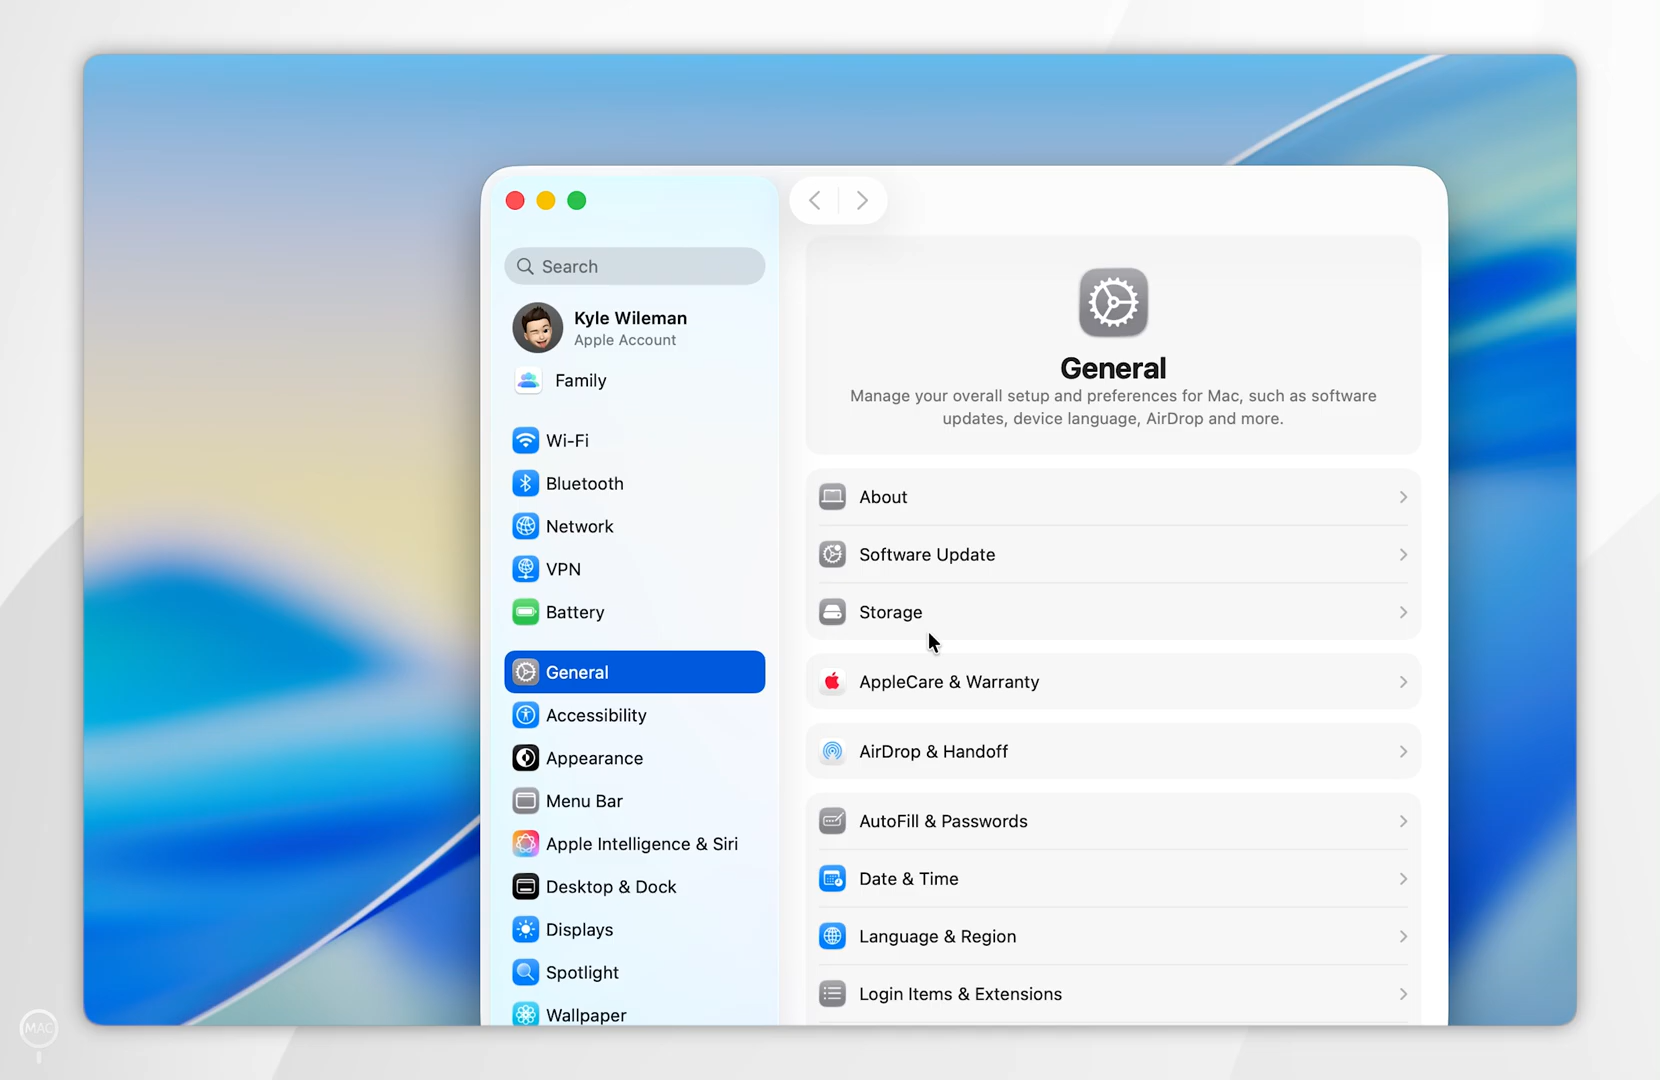 Search
Kyle Wileman
Apple Account
Family
Wi-Fi
Bluetooth
Network
VPN
Battery
General
Accessibility
Appearance
Menu Bar
Apple Intelligence & Siri
Desktop & Dock
Displays
Spotlight
Wallpaper
General
Manage your overall setup and preferences for Mac, such as software
updates, device language, AirDrop and more.
About
Software Update
Storage
AppleCare & Warranty
AirDrop & Handoff
AutoFill & Passwords
Date & Time
Language & Region
Login Items & Extensions
MAC